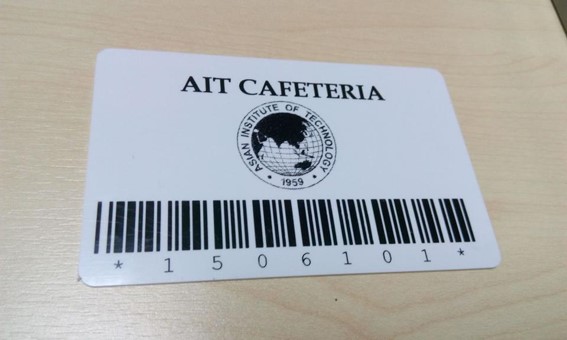 AIT CAFETERIA
ASIAN INSTITUTE OF TECHNOLOGY
• 1959 •
* 1 5 0 6 1 0 1 *